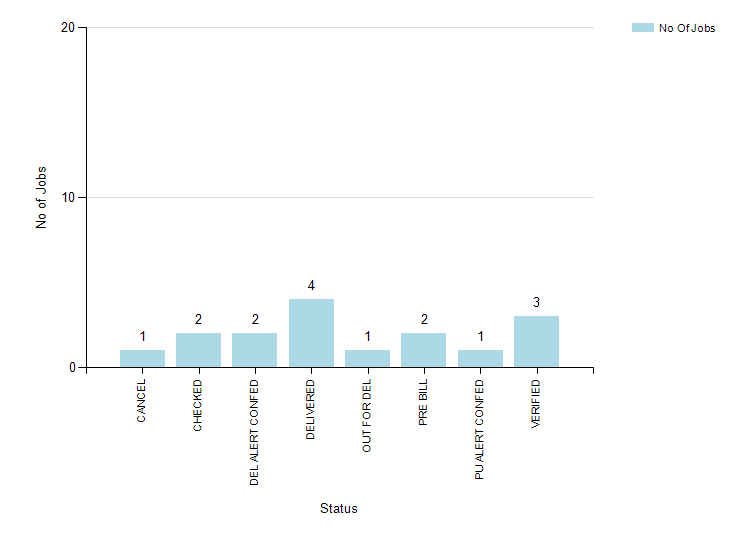 20
No Of Jobs
No of Jobs
10
4
3
2
2
2
1
1
1
0
CANCEL
CHECKED
DEL ALERT CONFED
DELIVERED
OUT FOR DEL
PRE BILL
PU ALERT CONFED
VERIFIED
Status